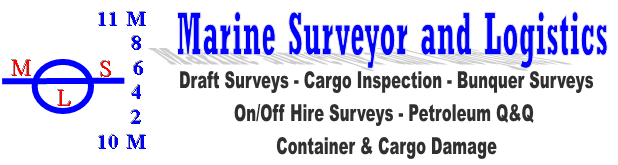 11 M
8
6
4
2
10 M
M S
L
Marine Surveyor and Logistics
Draft Surveys - Cargo Inspection - Bunquer Surveys
On/Off Hire Surveys - Petroleum Q&Q
Container & Cargo Damage